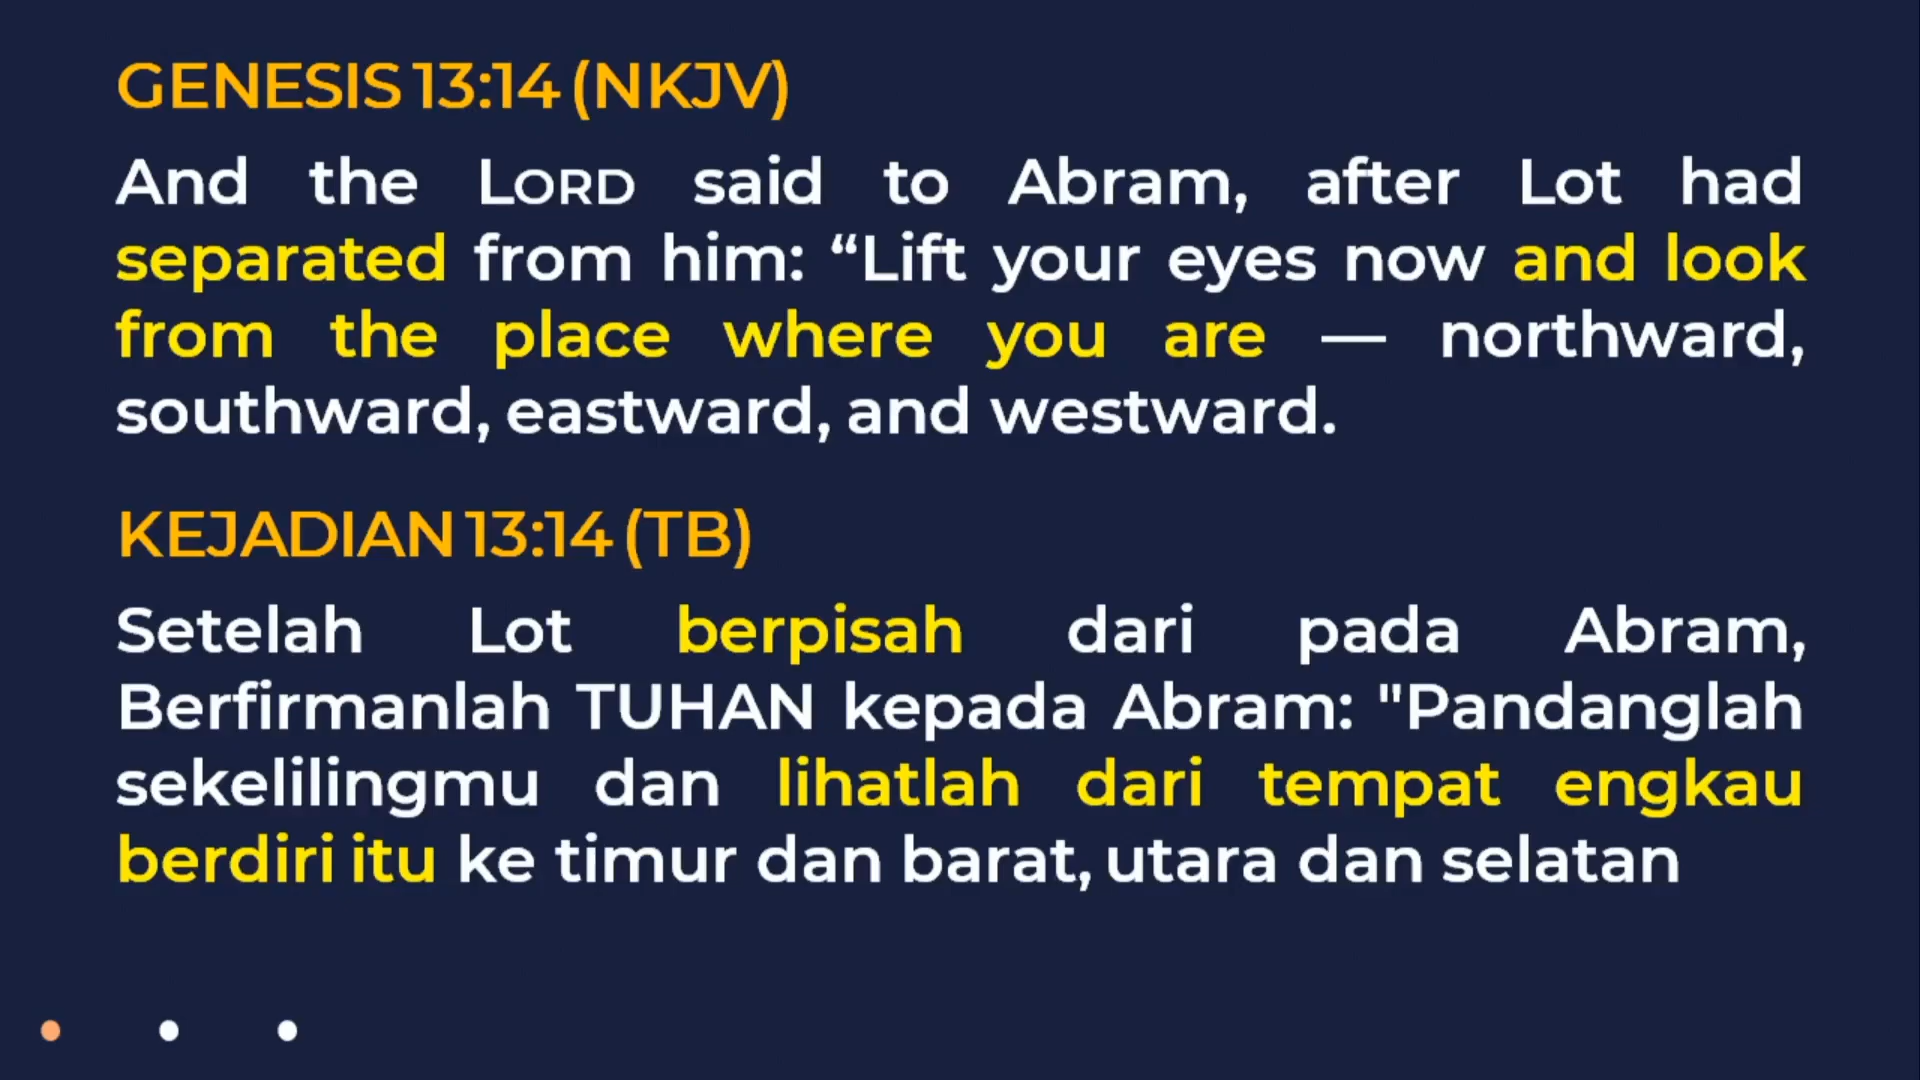 GENESIS 13:14 (NKJV)
And the LORD said to Abram, after Lot had
separated from him: “Lift your eyes now and look
from the place where you are — northward,
southward, eastward, and westward.
KEJADIAN 13:14 (TB)
Setelah Lot berpisah dari pada Abram,
Berfirmanlah TUHAN kepada Abram: "Pandanglah
sekelilingmu dan lihatlah dari tempat engkau
berdiri itu ke timur dan barat, utara dan selatan